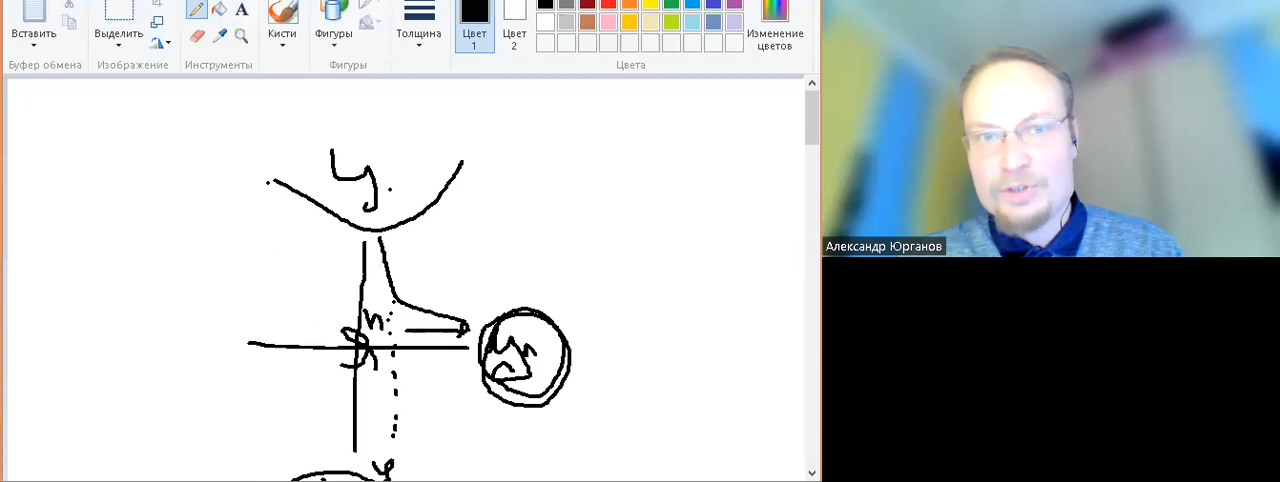 Вставить
Выделить
A
Кисти
Фигуры
Толщина
Цвет 1
Цвет 2
Изменение цветов
Буфер обмена
Изображение
Инструменты
Фигуры
Цвета
Александр Юрганов